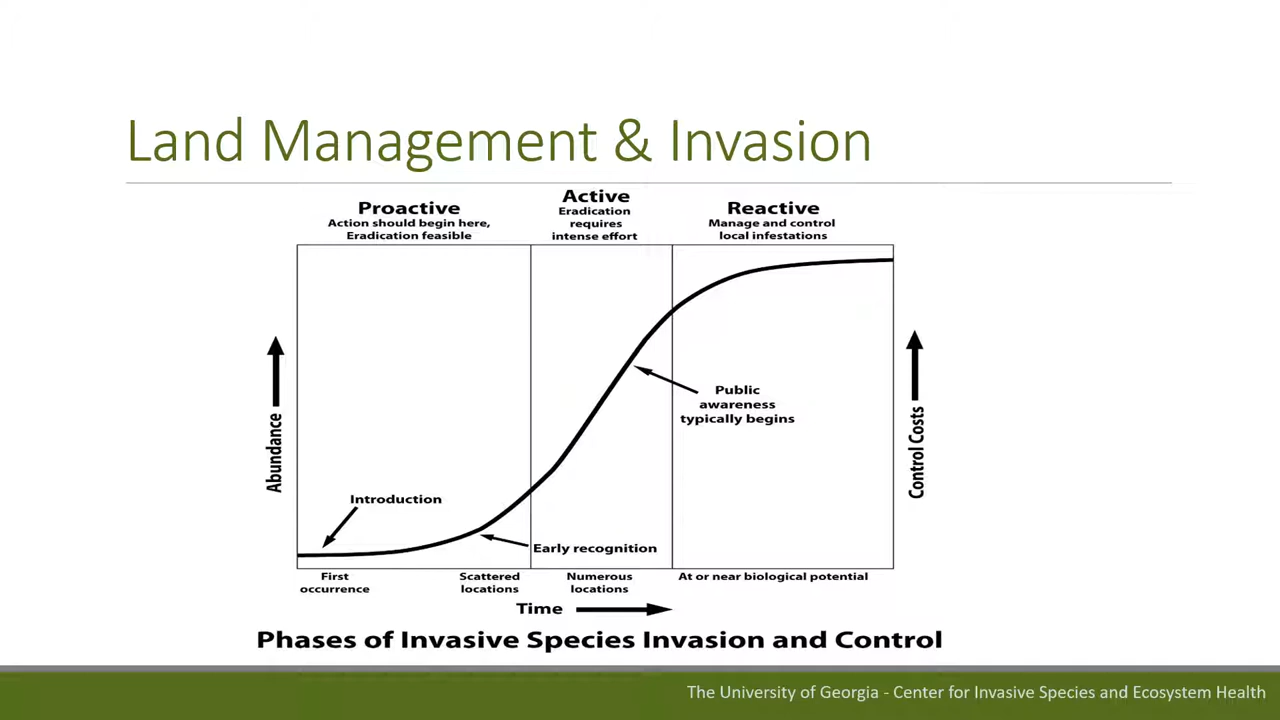 Land Management & Invasion
Proactive
Action should begin here,
Eradication feasible
Active
Eradication
requires
intense effort
Reactive
Manage and control
local infestations
Abundance
Control Costs
Public
awareness
typically begins
Introduction
Early recognition
First
occurrence
Scattered
locations
Numerous
locations
At or near biological potential
Time
Phases of Invasive Species Invasion and Control
The University of Georgia - Center for Invasive Species and Ecosystem Health